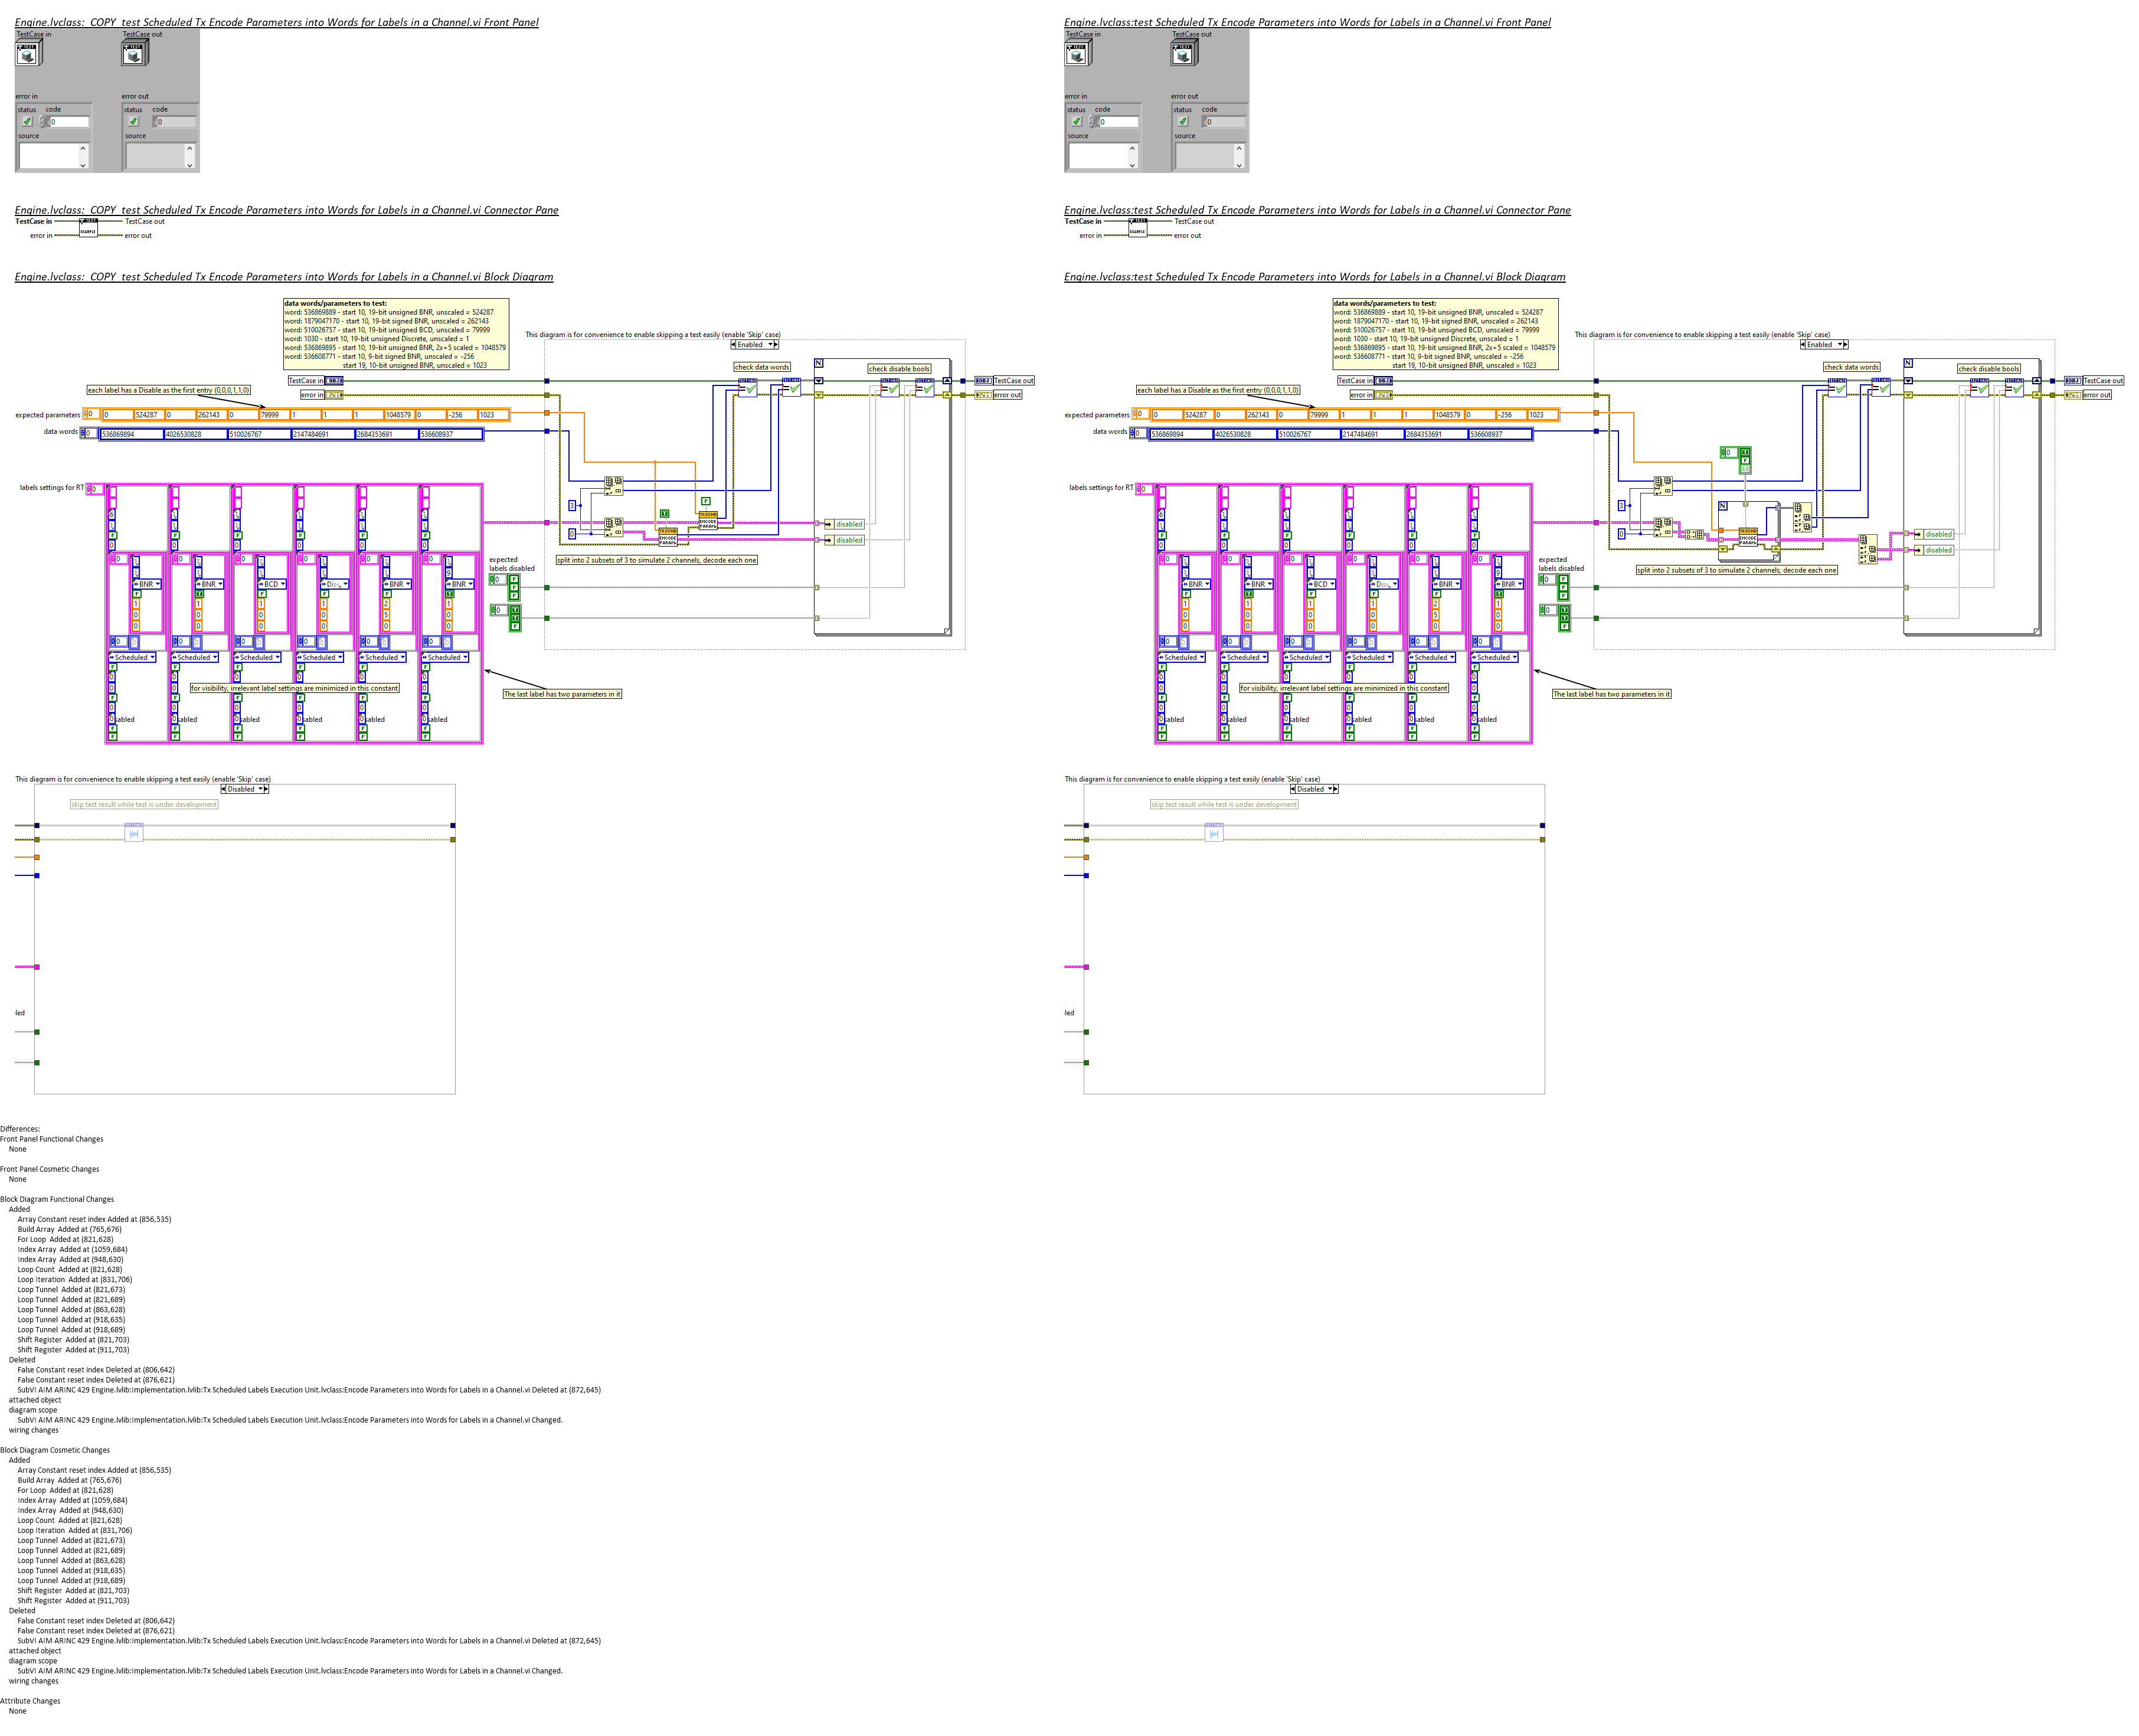 Engine.lvclass:  COPY  test Scheduled Tx Encode Parameters into Words for Labels in a Channel.vi Front Panel
TestCase in
TestCase out
error in
error out
status code
0
status code
0
source
source
Engine.lvclass:  COPY  test Scheduled Tx Encode Parameters into Words for Labels in a Channel.vi Connector Pane
TestCase in
TestCase out
error in
error out
Engine.lvclass:  COPY  test Scheduled Tx Encode Parameters into Words for Labels in a Channel.vi Block Diagram
data words/parameters to test:
word: 536869889 - start 10, 19-bit unsigned BNR, unscaled = 524287
word: 1879047170 - start 10, 19-bit signed BNR, unscaled = 262143
word: 510026757 - start 10, 19-bit unsigned BCD, unscaled = 79999
word: 1030 - start 10, 19-bit unsigned Discrete, unscaled = 1
word: 536869895 - start 10, 19-bit unsigned BNR, 2x+5 scaled = 1048579
word: 536608771 - start 10, 9-bit signed BNR, unscaled = -256
start 19, 10-bit unsigned BNR, unscaled = 1023
This diagram is for convenience to enable skipping a test easily (enable 'Skip' case)
Enabled
check data words
check disable bools
TestCase in
error in
TestCase out
error out
each label has a Disable as the first entry (0,0,0,1,1,0)
expected parameters 0 0 524287 0 262143 0 79999 1 1 1 1048579 0 -256 1023
data words 0 536869894 4026530828 510026767 2147484691 2684353691 536608937
labels settings for RT 0
3
0
disabled
disabled
split into 2 subsets of 3 to simulate 2 channels, decode each one
expected
labels disabled
BNR BNR BCD BNR BNR
Scheduled Scheduled Scheduled Scheduled Scheduled Scheduled
for visibility, irrelevant label settings are minimized in this constant
The last label has two parameters in it
sabled sabled sabled sabled sabled sabled
This diagram is for convenience to enable skipping a test easily (enable 'Skip' case)
Disabled
skip test result while test is under development
led
Engine.lvclass:test Scheduled Tx Encode Parameters into Words for Labels in a Channel.vi Front Panel
TestCase in
TestCase out
error in
error out
status code
0
status code
0
source
source
Engine.lvclass:test Scheduled Tx Encode Parameters into Words for Labels in a Channel.vi Connector Pane
TestCase in
TestCase out
error in
error out
Engine.lvclass:test Scheduled Tx Encode Parameters into Words for Labels in a Channel.vi Block Diagram
data words/parameters to test:
word: 536869889 - start 10, 19-bit unsigned BNR, unscaled = 524287
word: 1879047170 - start 10, 19-bit signed BNR, unscaled = 262143
word: 510026757 - start 10, 19-bit unsigned BCD, unscaled = 79999
word: 1030 - start 10, 19-bit unsigned Discrete, unscaled = 1
word: 536869895 - start 10, 19-bit unsigned BNR, 2x+5 scaled = 1048579
word: 536608771 - start 10, 9-bit signed BNR, unscaled = -256
start 19, 10-bit unsigned BNR, unscaled = 1023
This diagram is for convenience to enable skipping a test easily (enable 'Skip' case)
Enabled
check data words
check disable bools
TestCase in
error in
TestCase out
error out
each label has a Disable as the first entry (0,0,0,1,1,0)
expected parameters 0 0 524287 0 262143 0 79999 1 1 1 1048579 0 -256 1023
data words 0 536869894 4026530828 510026767 2147484691 2684353691 536608937
labels settings for RT 0
3
0
disabled
disabled
split into 2 subsets of 3 to simulate 2 channels, decode each one
expected
labels disabled
BNR BNR BCD BNR BNR
Scheduled Scheduled Scheduled Scheduled Scheduled Scheduled
for visibility, irrelevant label settings are minimized in this constant
The last label has two parameters in it
sabled sabled sabled sabled sabled sabled
This diagram is for convenience to enable skipping a test easily (enable 'Skip' case)
Disabled
skip test result while test is under development
led
Differences:
Front Panel Functional Changes
None
Front Panel Cosmetic Changes
None
Block Diagram Functional Changes
Added
Array Constant reset index Added at (856,535)
Build Array  Added at (765,676)
For Loop  Added at (821,628)
Index Array  Added at (1059,684)
Index Array  Added at (948,630)
Loop Count  Added at (821,628)
Loop Iteration  Added at (831,706)
Loop Tunnel  Added at (821,673)
Loop Tunnel  Added at (821,689)
Loop Tunnel  Added at (863,628)
Loop Tunnel  Added at (918,635)
Loop Tunnel  Added at (918,689)
Shift Register  Added at (821,703)
Shift Register  Added at (911,703)
Deleted
False Constant reset index Deleted at (806,642)
False Constant reset index Deleted at (876,621)
SubVI AIM ARINC 429 Engine.lvlib:Implementation.lvlib:Tx Scheduled Labels Execution Unit.lvclass:Encode Parameters into Words for Labels in a Channel.vi Deleted at (872,645)
attached object
diagram scope
SubVI AIM ARINC 429 Engine.lvlib:Implementation.lvlib:Tx Scheduled Labels Execution Unit.lvclass:Encode Parameters into Words for Labels in a Channel.vi Changed.
wiring changes
Block Diagram Cosmetic Changes
Added
Array Constant reset index Added at (856,535)
Build Array  Added at (765,676)
For Loop  Added at (821,628)
Index Array  Added at (1059,684)
Index Array  Added at (948,630)
Loop Count  Added at (821,628)
Loop Iteration  Added at (831,706)
Loop Tunnel  Added at (821,673)
Loop Tunnel  Added at (821,689)
Loop Tunnel  Added at (863,628)
Loop Tunnel  Added at (918,635)
Loop Tunnel  Added at (918,689)
Shift Register  Added at (821,703)
Shift Register  Added at (911,703)
Deleted
False Constant reset index Deleted at (806,642)
False Constant reset index Deleted at (876,621)
SubVI AIM ARINC 429 Engine.lvlib:Implementation.lvlib:Tx Scheduled Labels Execution Unit.lvclass:Encode Parameters into Words for Labels in a Channel.vi Deleted at (872,645)
attached object
diagram scope
SubVI AIM ARINC 429 Engine.lvlib:Implementation.lvlib:Tx Scheduled Labels Execution Unit.lvclass:Encode Parameters into Words for Labels in a Channel.vi Changed.
wiring changes
Attribute Changes
None